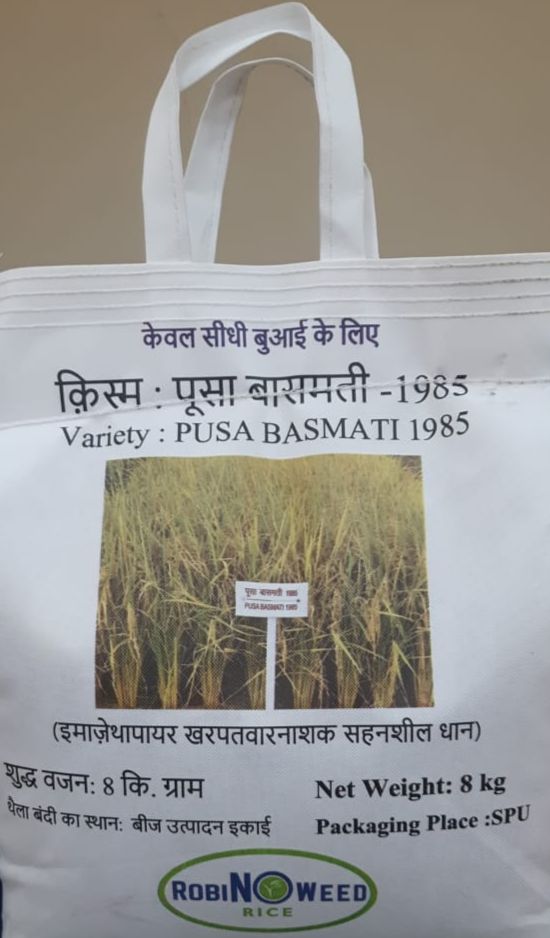 केवल सीधी बुआई के लिए
क़िस्म : पूसा बासमती -1985
Variety : PUSA BASMATI 1985
पूसा बासमती 1985
PUSA BASMATI 1985
(इमाज़ेथापायर खरपतवारनाशक सहनशील धान)
शुद्ध वजन: 8 कि. ग्राम
Net Weight: 8 kg
थैला बंदी का स्थान: बीज उत्पादन इकाई
Packaging Place :SPU
ROBINOWEED
RICE